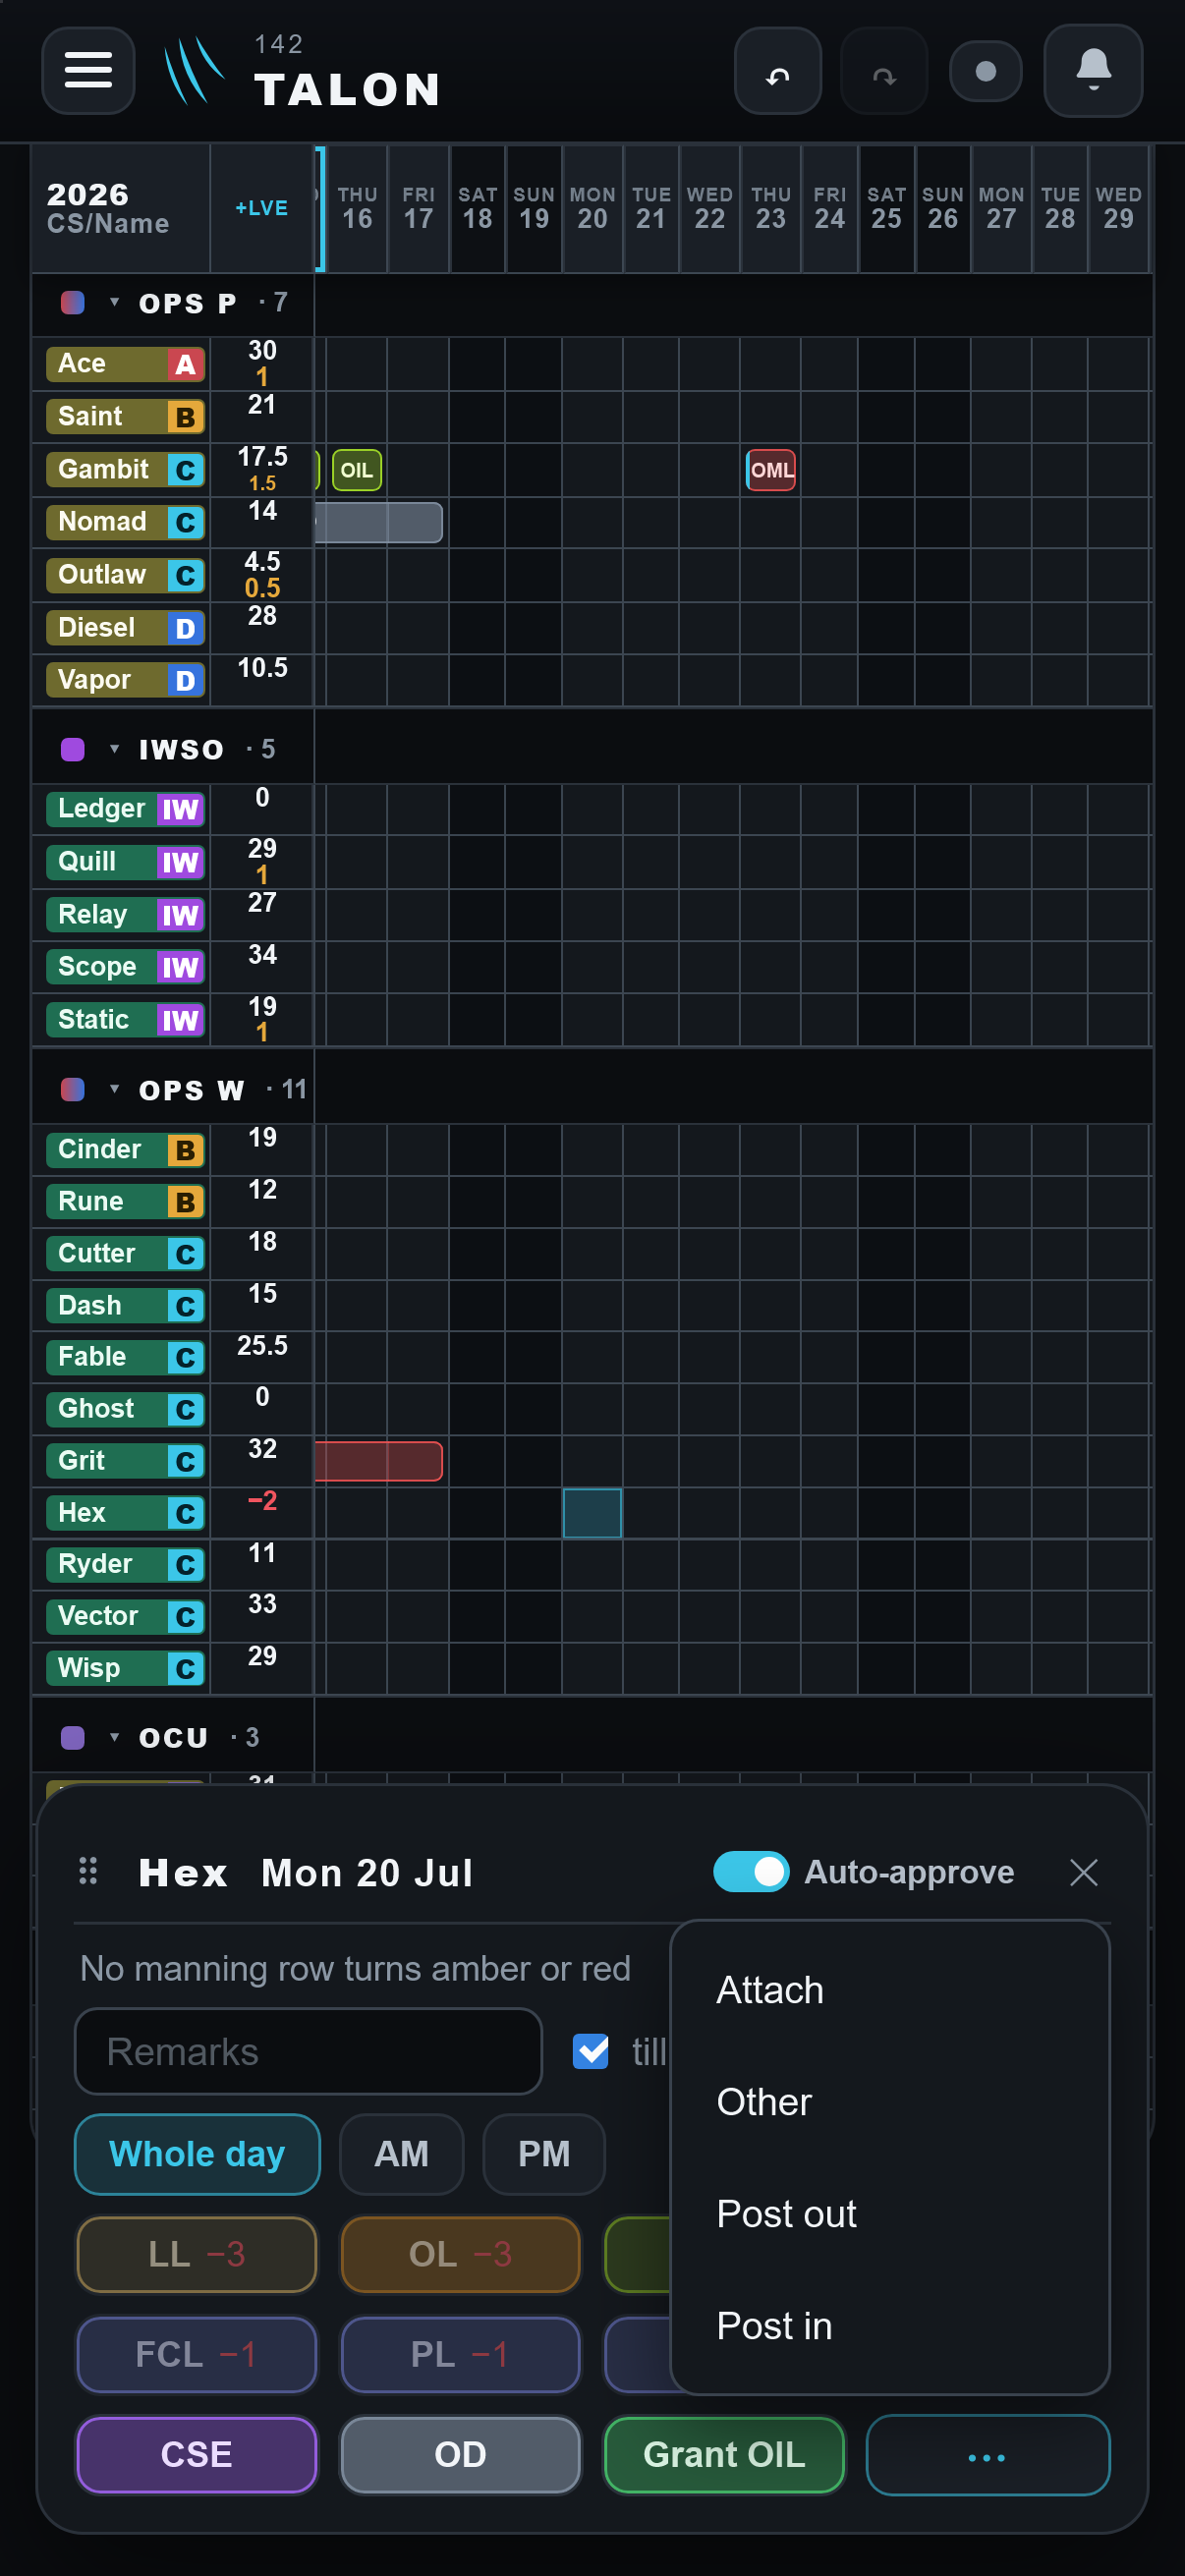 142
TALON
2026
CS/Name
+LVE
THU 16
FRI 17
SAT 18
SUN 19
MON 20
TUE 21
WED 22
THU 23
FRI 24
SAT 25
SUN 26
MON 27
TUE 28
WED 29
OPS P · 7
Ace A 30 1
Saint B 21
Gambit C 17.5 1.5 OIL OML
Nomad C 14
Outlaw C 4.5 0.5
Diesel D 28
Vapor D 10.5
IWSO · 5
Ledger IW 0
Quill IW 29 1
Relay IW 27
Scope IW 34
Static IW 19 1
OPS W · 11
Cinder B 19
Rune B 12
Cutter C 18
Dash C 15
Fable C 25.5
Ghost C 0
Grit C 32
Hex C −2
Ryder C 11
Vector C 33
Wisp C 29
OCU · 3
Hex Mon 20 Jul
Auto-approve
No manning row turns amber or red
Remarks
till
Attach
Other
Post out
Post in
Whole day AM PM
LL −3 OL −3
FCL −1 PL −1
CSE OD Grant OIL ...